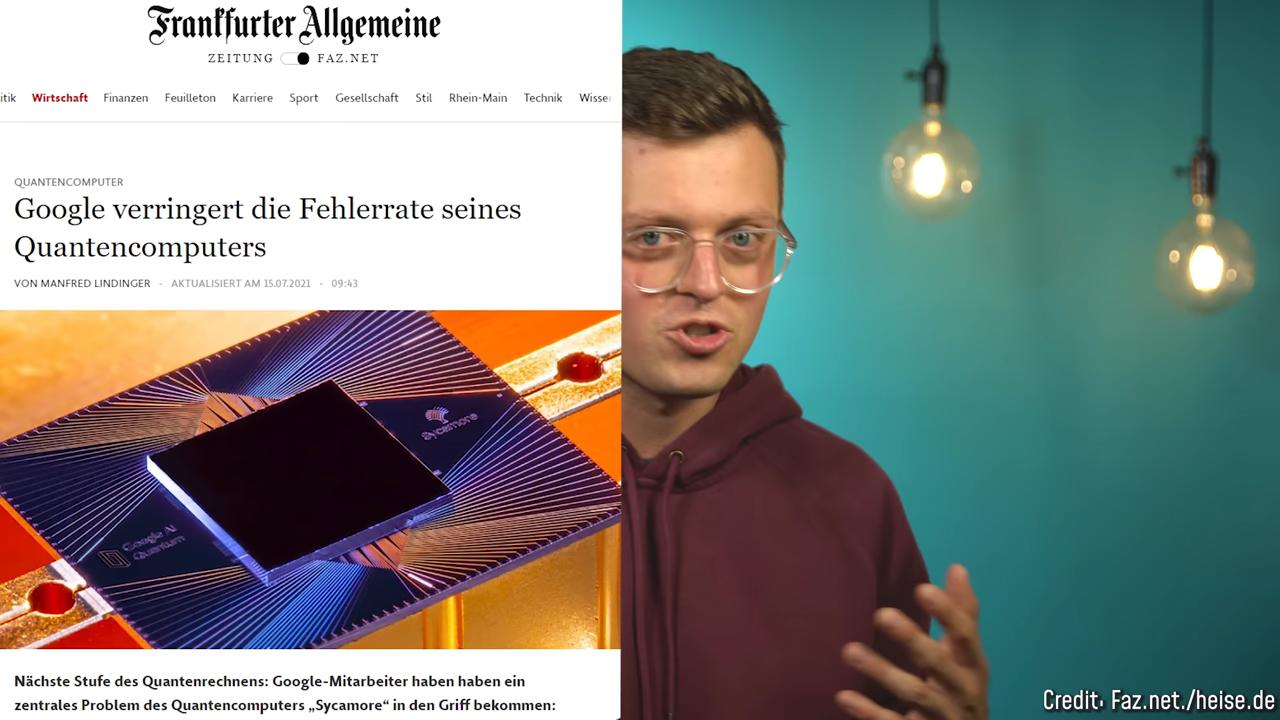 Frankfurter Allgemeine
ZEITUNG FAZ.NET
itik Wirtschaft Finanzen Feuilleton Karriere Sport Gesellschaft Stil Rhein-Main Technik Wisse
QUANTENCOMPUTER
Google verringert die Fehlerrate seines
Quantencomputers
VON MANFRED LINDINGER - AKTUALISIERT AM 15.07.2021 - 09:43
Sycamore
Google AI
Quantum
Nächste Stufe des Quantenrechnens: Google-Mitarbeiter haben haben ein
zentrales Problem des Quantencomputers „Sycamore“ in den Griff bekommen:
Credit: Faz.net./heise.de